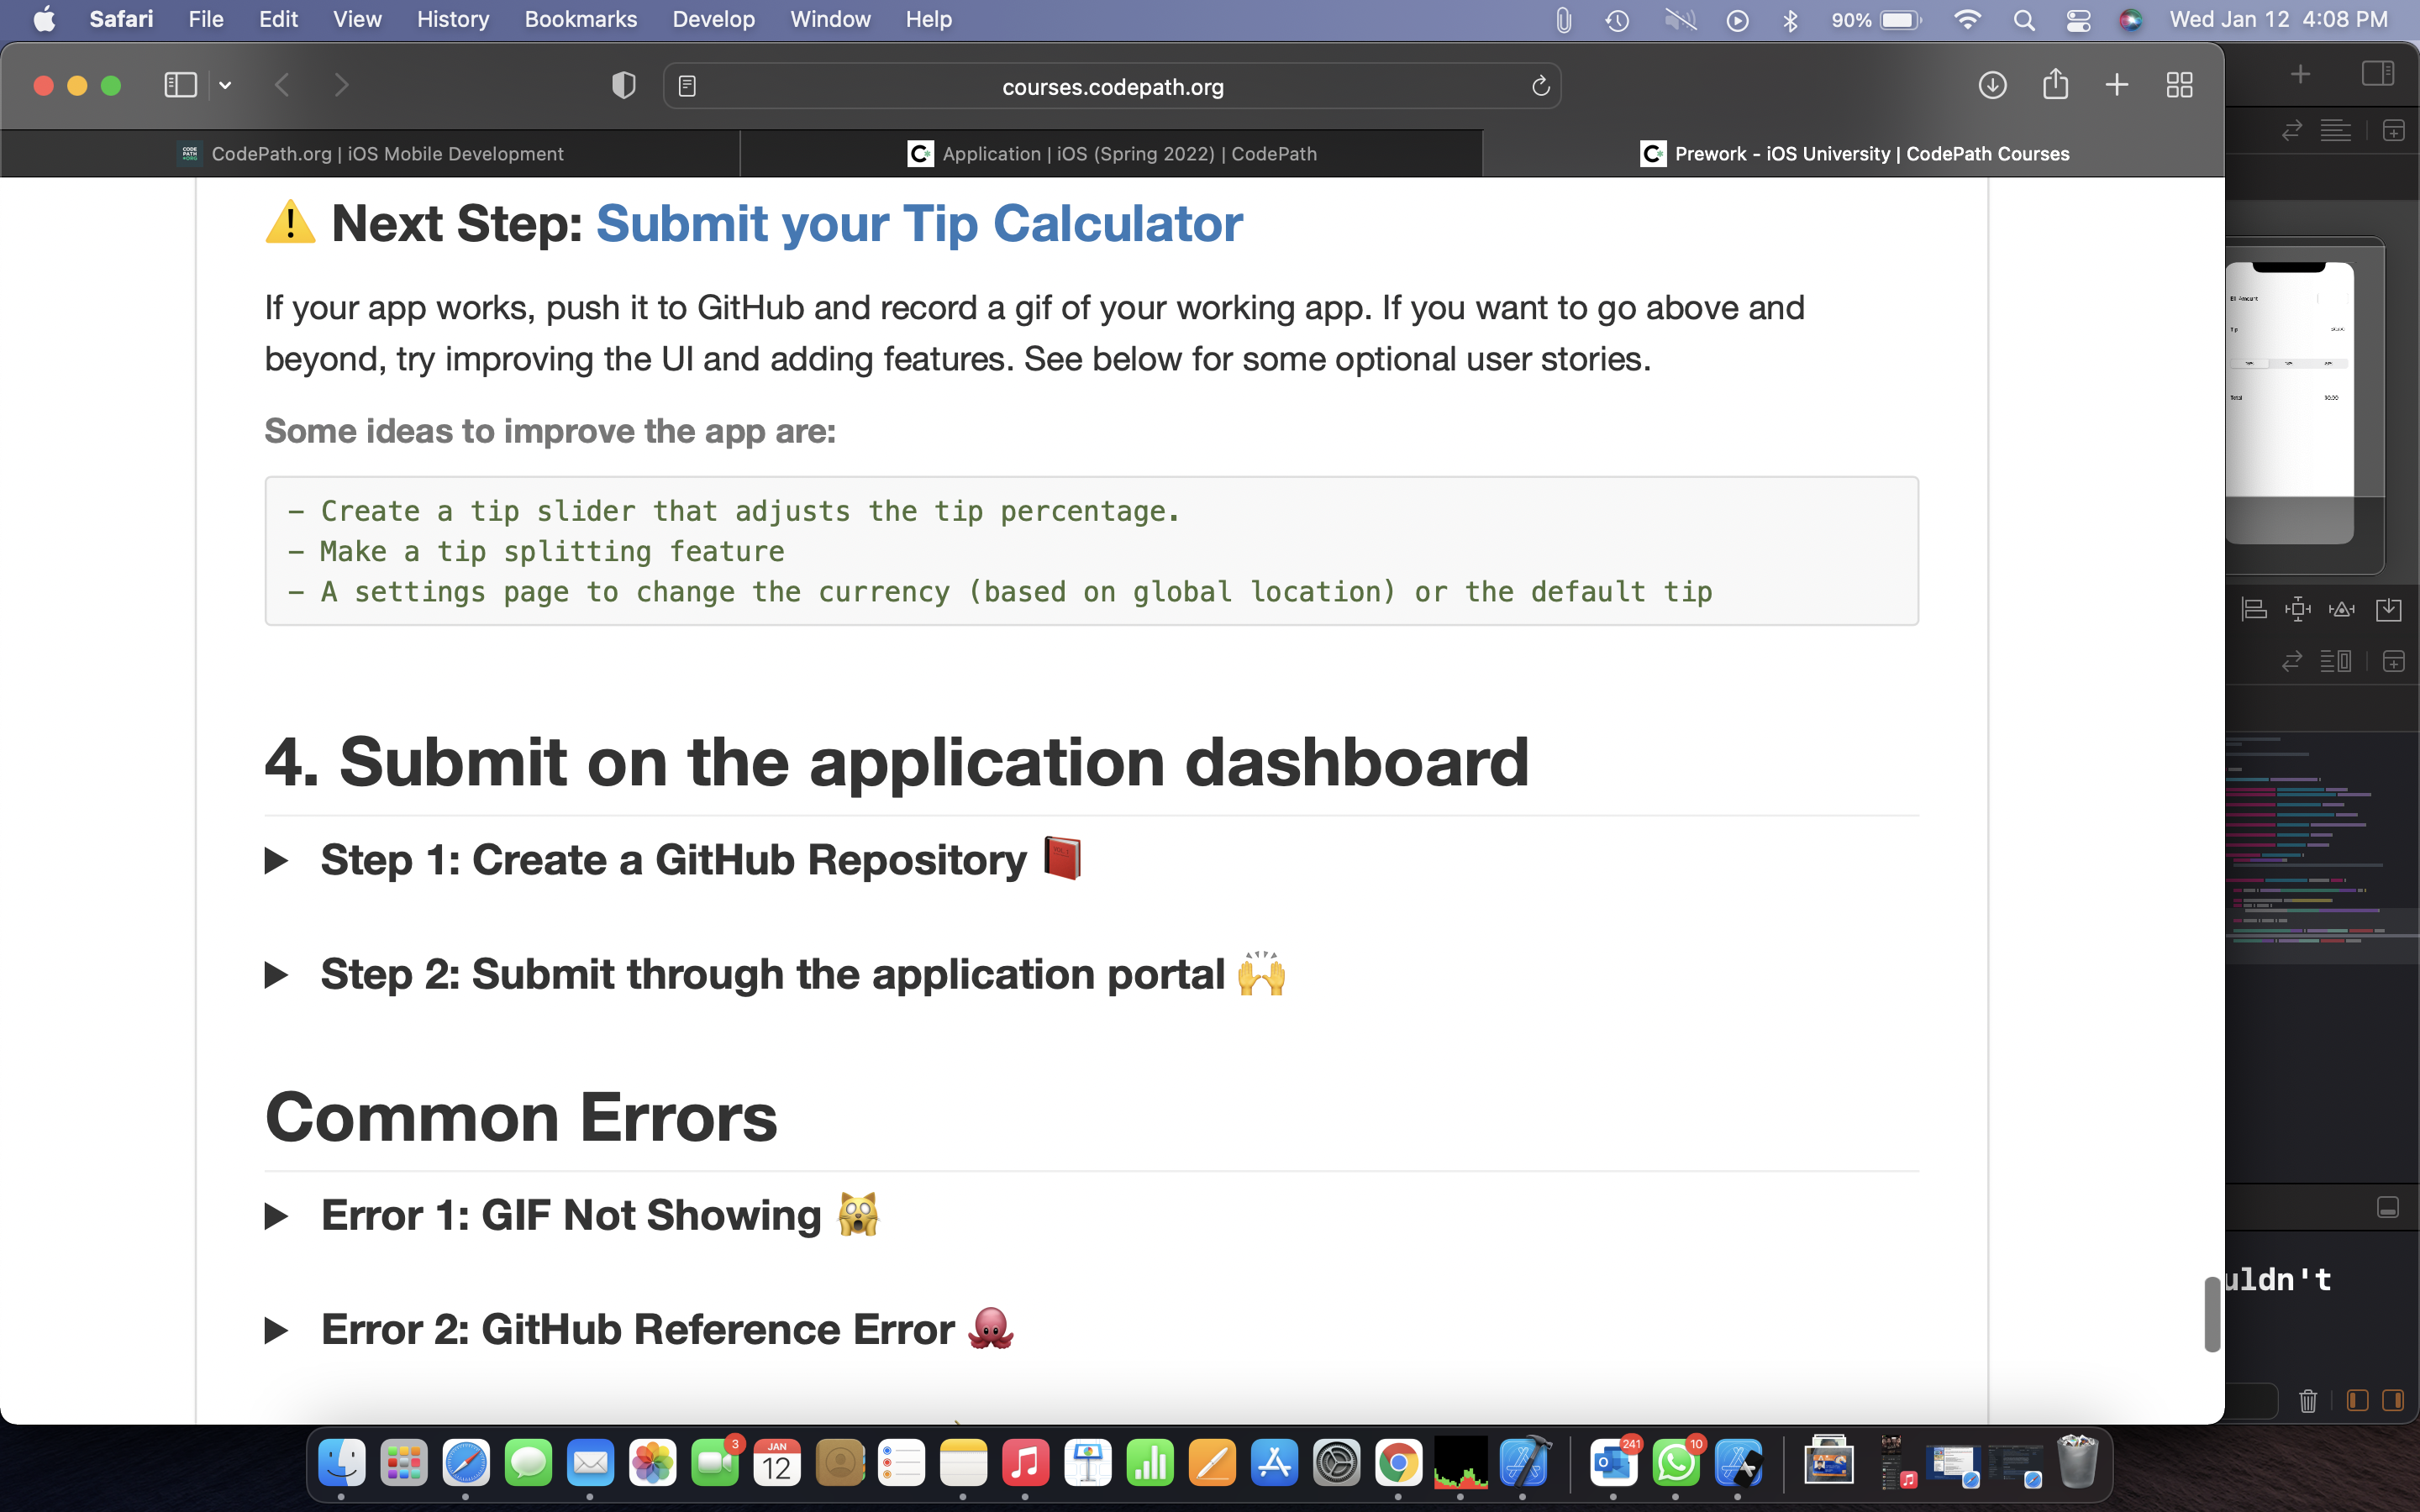 Safari File Edit View History Bookmarks Develop Window Help 90% Wed Jan 12 4:08 PM
courses.codepath.org
CodePath.org | iOS Mobile Development
Application | iOS (Spring 2022) | CodePath
Prework - iOS University | CodePath Courses
⚠️ Next Step: Submit your Tip Calculator
If your app works, push it to GitHub and record a gif of your working app. If you want to go above and
beyond, try improving the UI and adding features. See below for some optional user stories.
Some ideas to improve the app are:
- Create a tip slider that adjusts the tip percentage.
- Make a tip splitting feature
- A settings page to change the currency (based on global location) or the default tip
4. Submit on the application dashboard
Step 1: Create a GitHub Repository 📕
Step 2: Submit through the application portal 🙌
Common Errors
Error 1: GIF Not Showing 🙀
Error 2: GitHub Reference Error 🐙
uldn't
Bill Amount
Tip
Total
$0.00
3
JAN
12
241
10